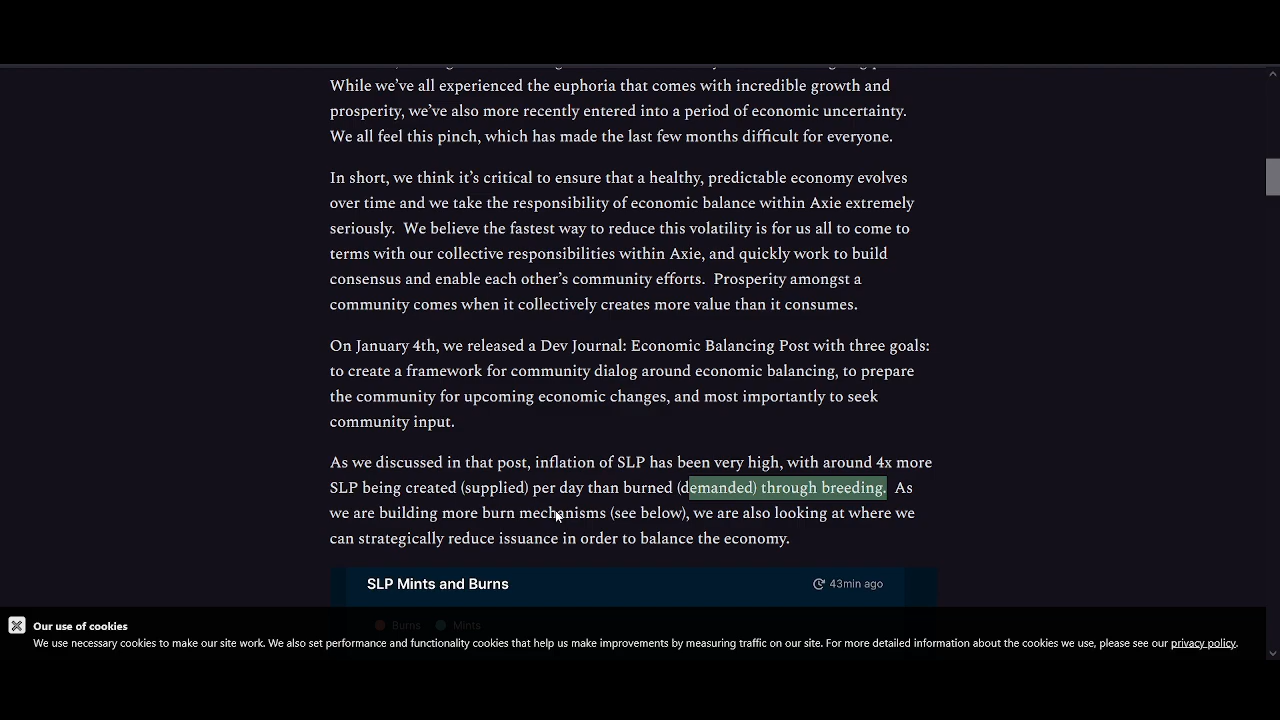 While we’ve all experienced the euphoria that comes with incredible growth and
prosperity, we’ve also more recently entered into a period of economic uncertainty.
We all feel this pinch, which has made the last few months difficult for everyone.
In short, we think it’s critical to ensure that a healthy, predictable economy evolves
over time and we take the responsibility of economic balance within Axie extremely
seriously.  We believe the fastest way to reduce this volatility is for us all to come to
terms with our collective responsibilities within Axie, and quickly work to build
consensus and enable each other’s community efforts.  Prosperity amongst a
community comes when it collectively creates more value than it consumes.
On January 4th, we released a Dev Journal: Economic Balancing Post with three goals:
to create a framework for community dialog around economic balancing, to prepare
the community for upcoming economic changes, and most importantly to seek
community input.
As we discussed in that post, inflation of SLP has been very high, with around 4x more
SLP being created (supplied) per day than burned (demanded) through breeding.  As
we are building more burn mechanisms (see below), we are also looking at where we
can strategically reduce issuance in order to balance the economy.
SLP Mints and Burns
43min ago
Burns
Mints
Our use of cookies
We use necessary cookies to make our site work. We also set performance and functionality cookies that help us make improvements by measuring traffic on our site. For more detailed information about the cookies we use, please see our privacy policy.